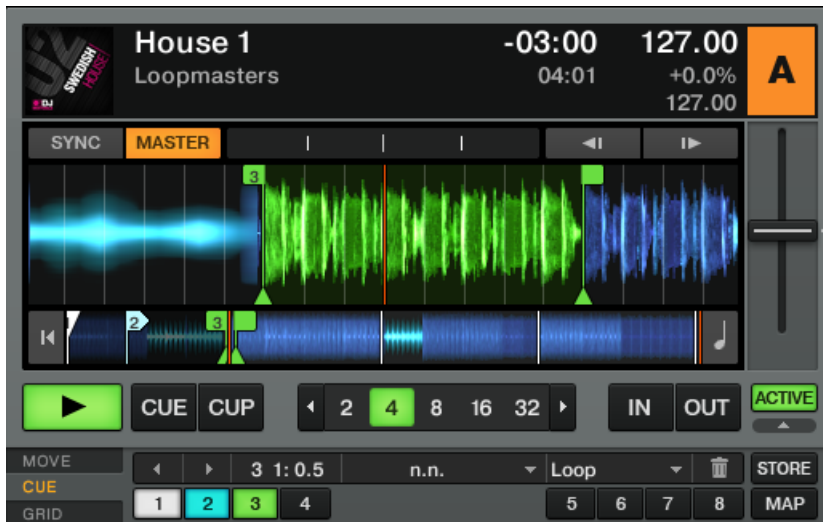 House 1
-03:00
127.00
A
Loopmasters
04:01
+0.0%
127.00
SWEDISH
HOUSE
DJ
SYNC
MASTER
3
2
3
CUE
CUP
2
4
8
16
32
IN
OUT
ACTIVE
MOVE
CUE
GRID
3 1: 0.5
n.n.
Loop
STORE
1
2
3
4
5
6
7
8
MAP